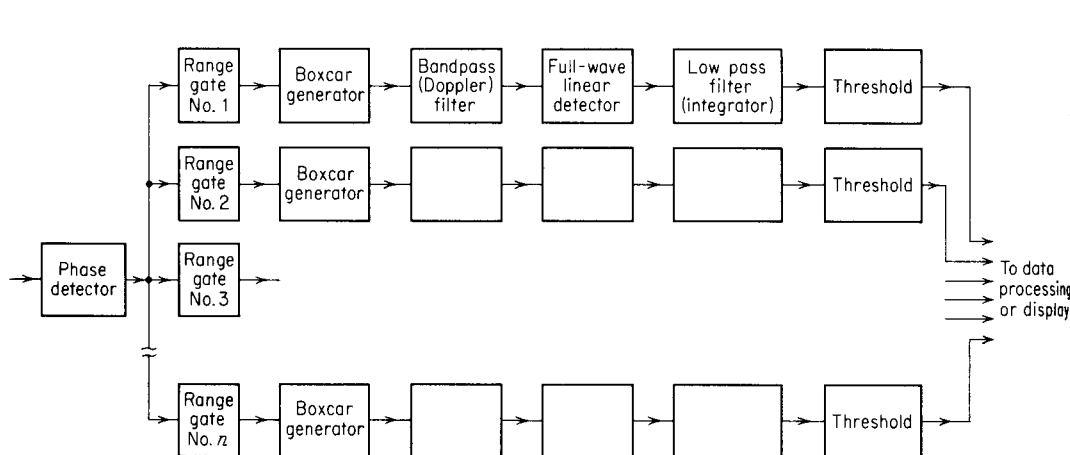 Range
gate
No. 1
Boxcar
generator
Bandpass
(Doppler)
filter
Full-wave
linear
detector
Low pass
filter
(integrator)
Threshold
Range
gate
No. 2
Boxcar
generator
Threshold
Phase
detector
Range
gate
No. 3
To data
processing
or display
Range
gate
No. n
Boxcar
generator
Threshold